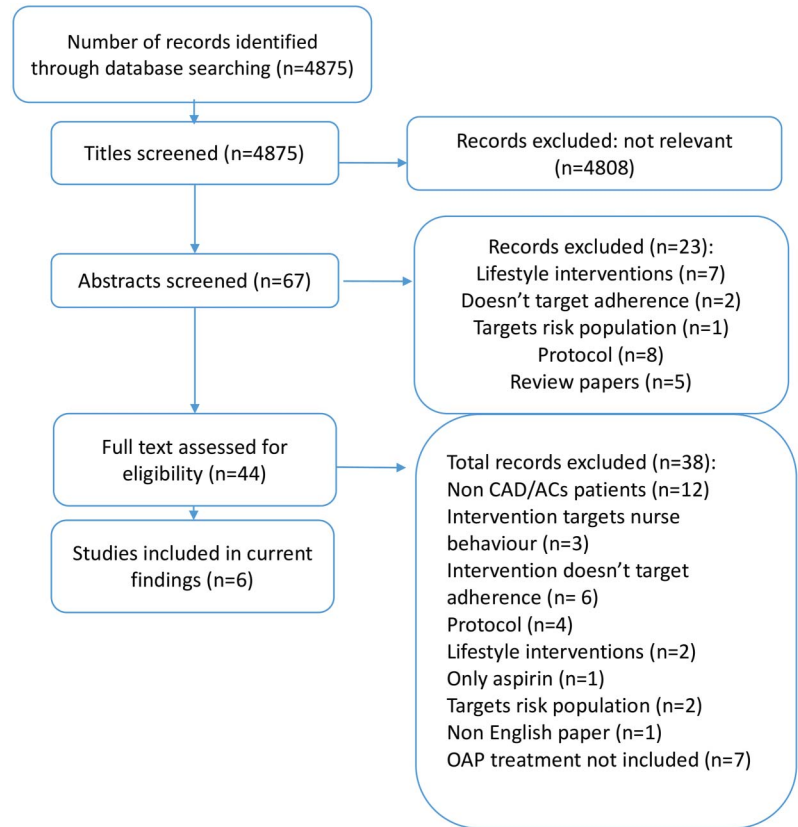 Number of records identified
through database searching (n=4875)
Titles screened (n=4875)
Records excluded: not relevant
(n=4808)
Abstracts screened (n=67)
Records excluded (n=23):
Lifestyle interventions (n=7)
Doesn't target adherence (n=2)
Targets risk population (n=1)
Protocol (n=8)
Review papers (n=5)
Full text assessed for
eligibility (n=44)
Total records excluded (n=38):
Non CAD/ACs patients (n=12)
Intervention targets nurse
behaviour (n=3)
Intervention doesn't target
adherence (n= 6)
Protocol (n=4)
Lifestyle interventions (n=2)
Only aspirin (n=1)
Targets risk population (n=2)
Non English paper (n=1)
OAP treatment not included (n=7)
Studies included in current
findings (n=6)